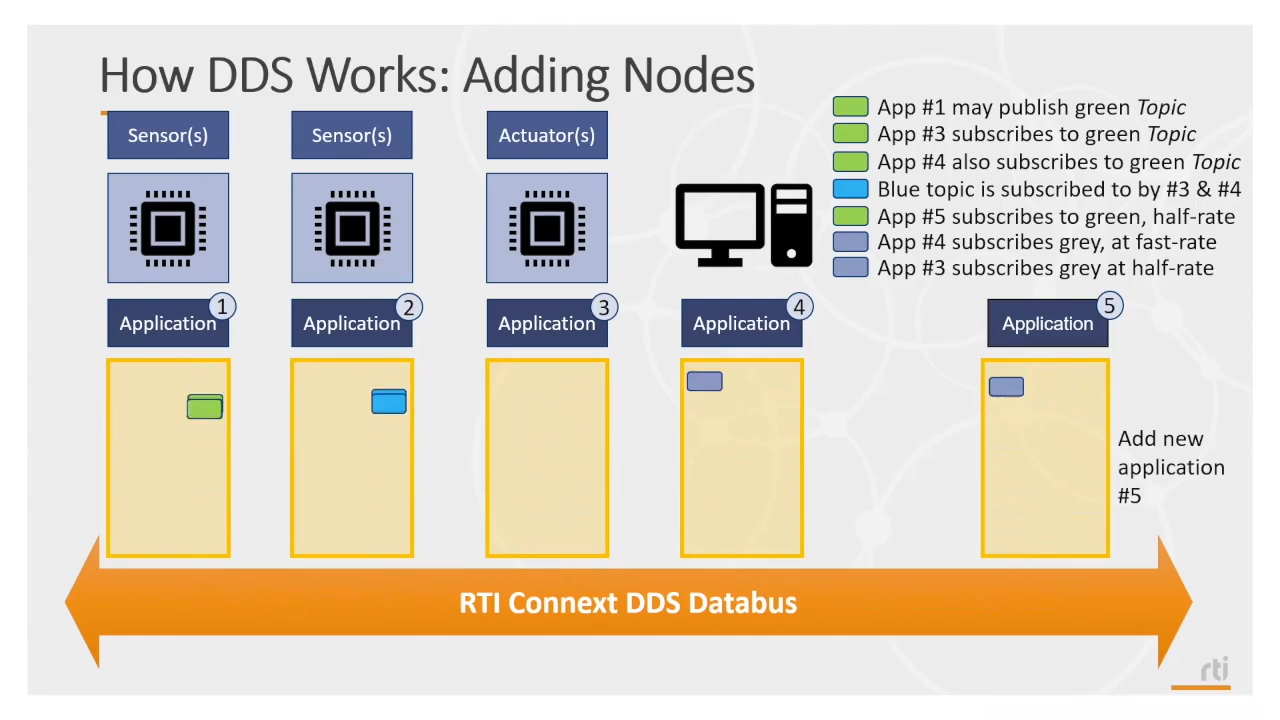 How DDS Works: Adding Nodes
Sensor(s)
Sensor(s)
Actuator(s)
App #1 may publish green Topic
App #3 subscribes to green Topic
App #4 also subscribes to green Topic
Blue topic is subscribed to by #3 & #4
App #5 subscribes to green, half-rate
App #4 subscribes grey, at fast-rate
App #3 subscribes grey at half-rate
Application 1
Application 2
Application 3
Application 4
Application 5
Add new
application
#5
RTI Connext DDS Databus
rti